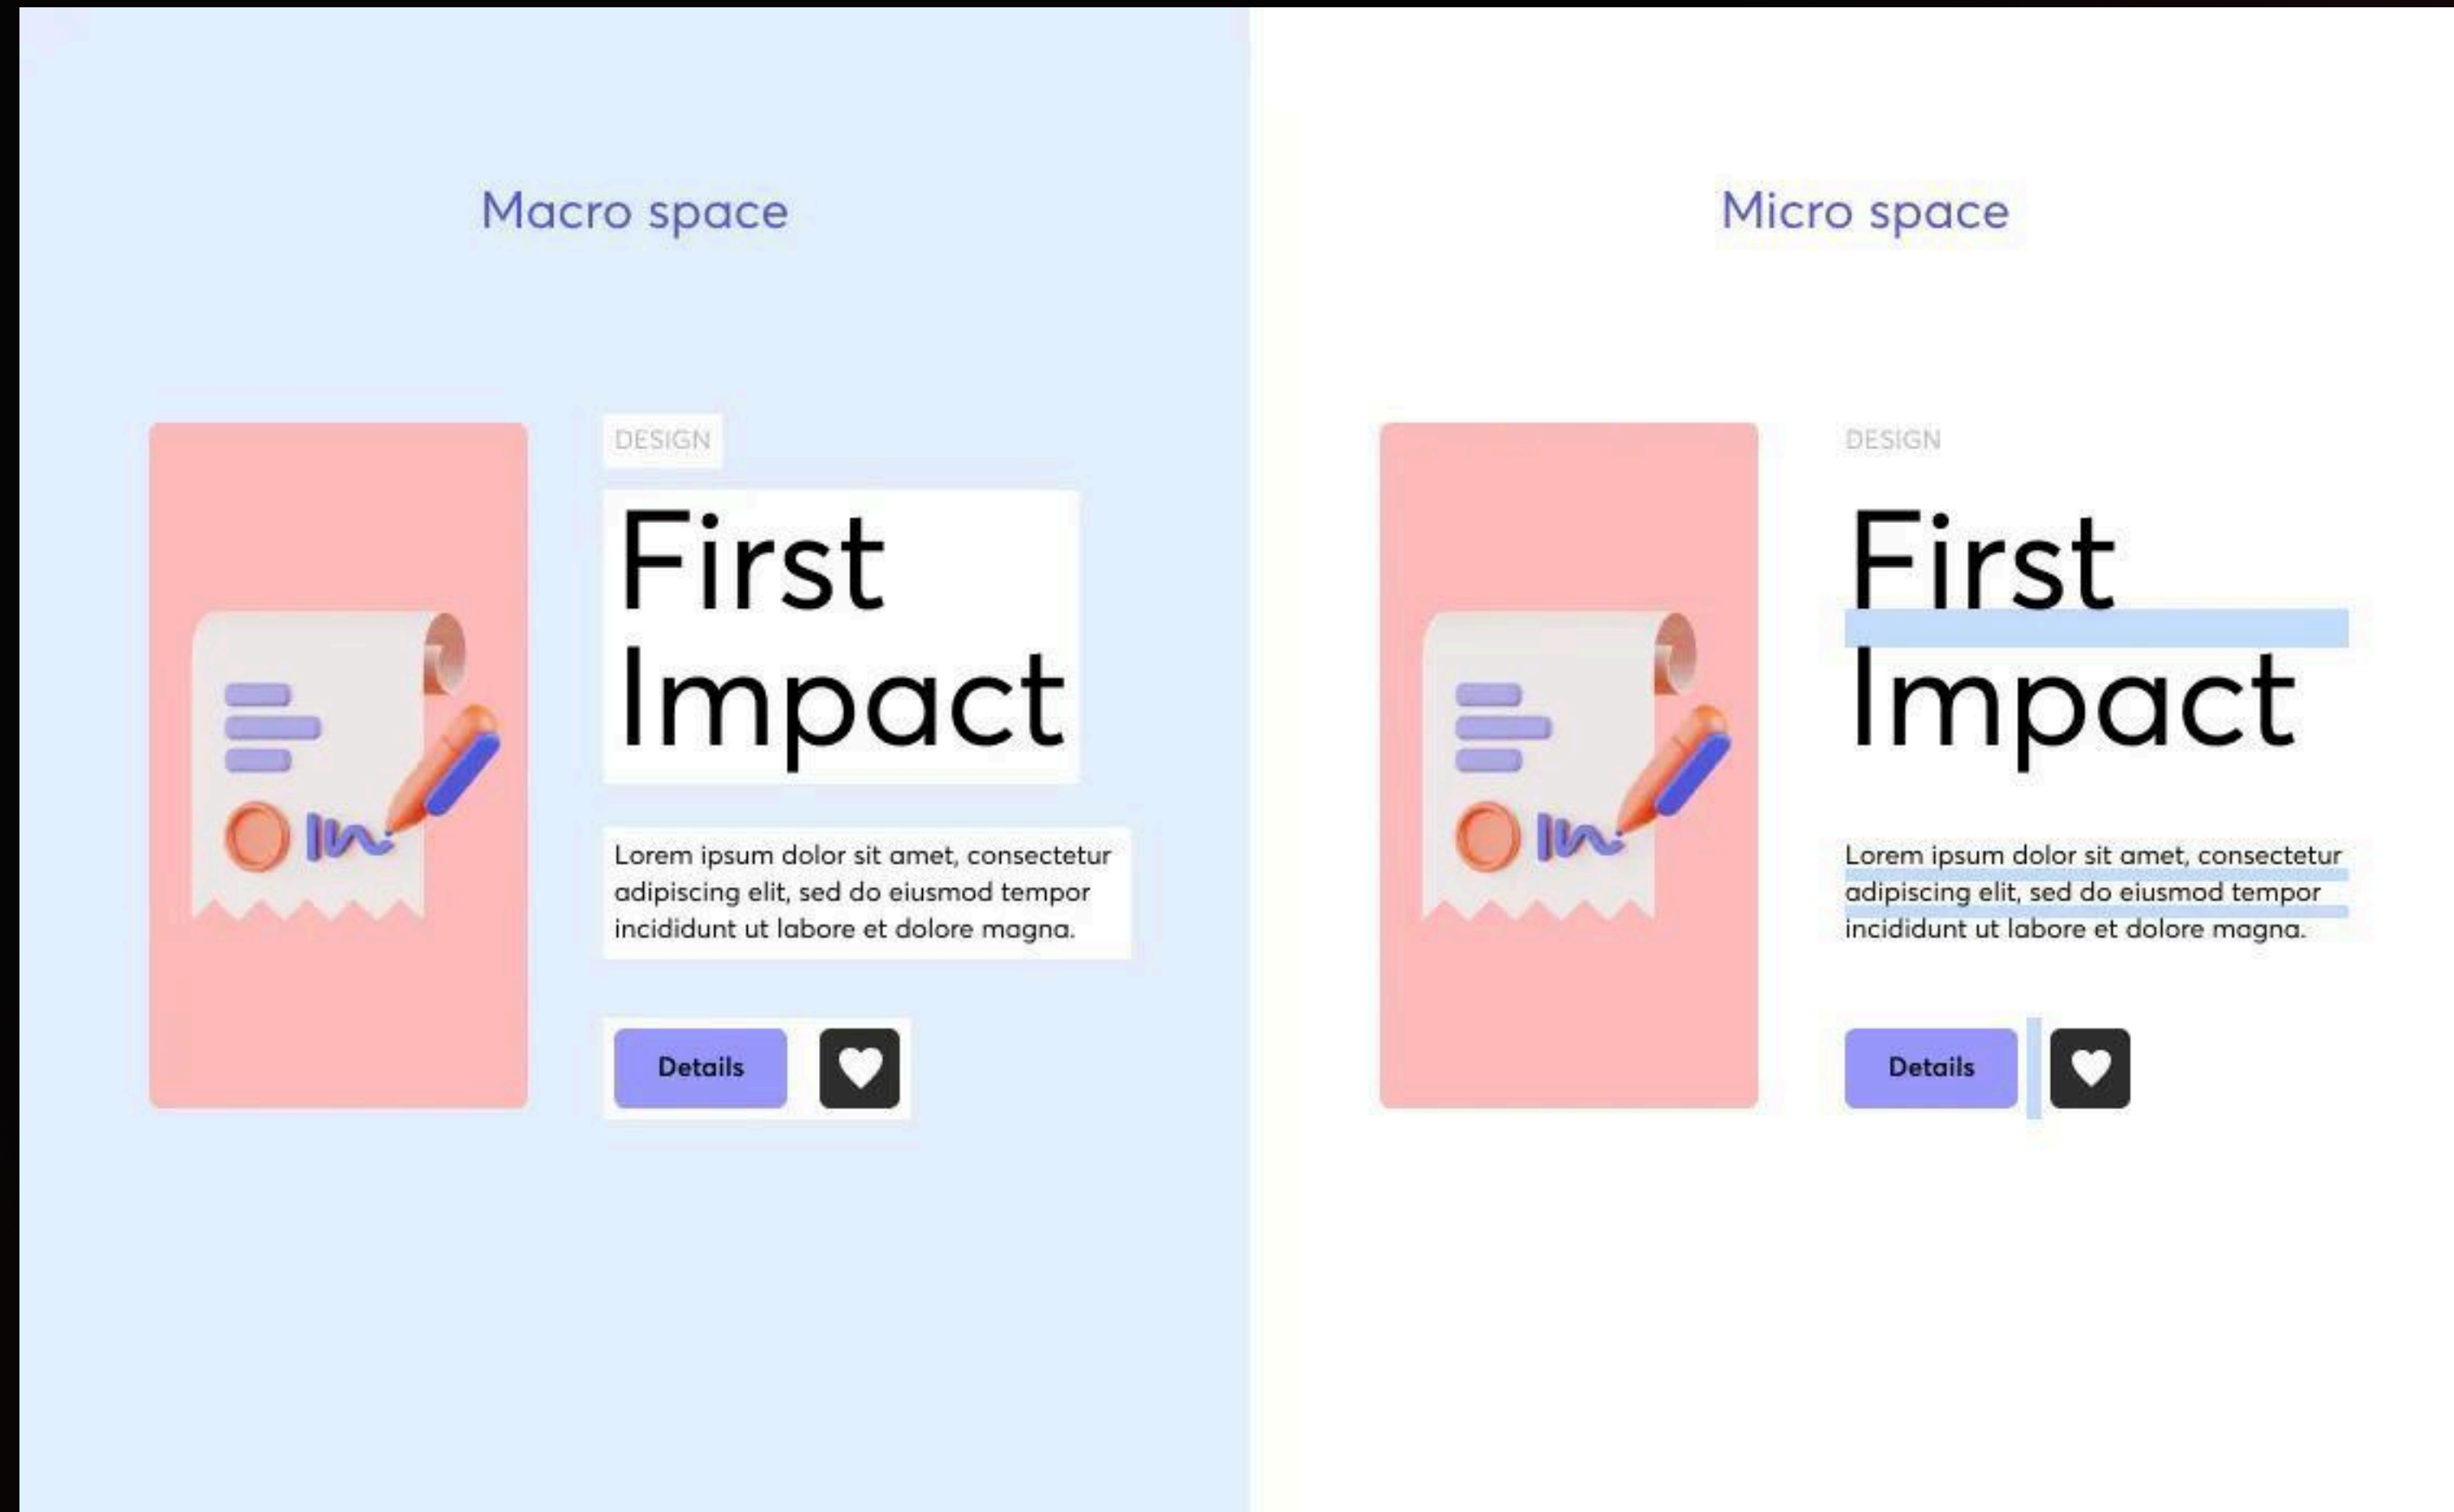 Macro space
DESIGN
First
Impact
Lorem ipsum dolor sit amet, consectetur
adipiscing elit, sed do eiusmod tempor
incididunt ut labore et dolore magna.
Details
Micro space
DESIGN
First
Impact
Lorem ipsum dolor sit amet, consectetur
adipiscing elit, sed do eiusmod tempor
incididunt ut labore et dolore magna.
Details